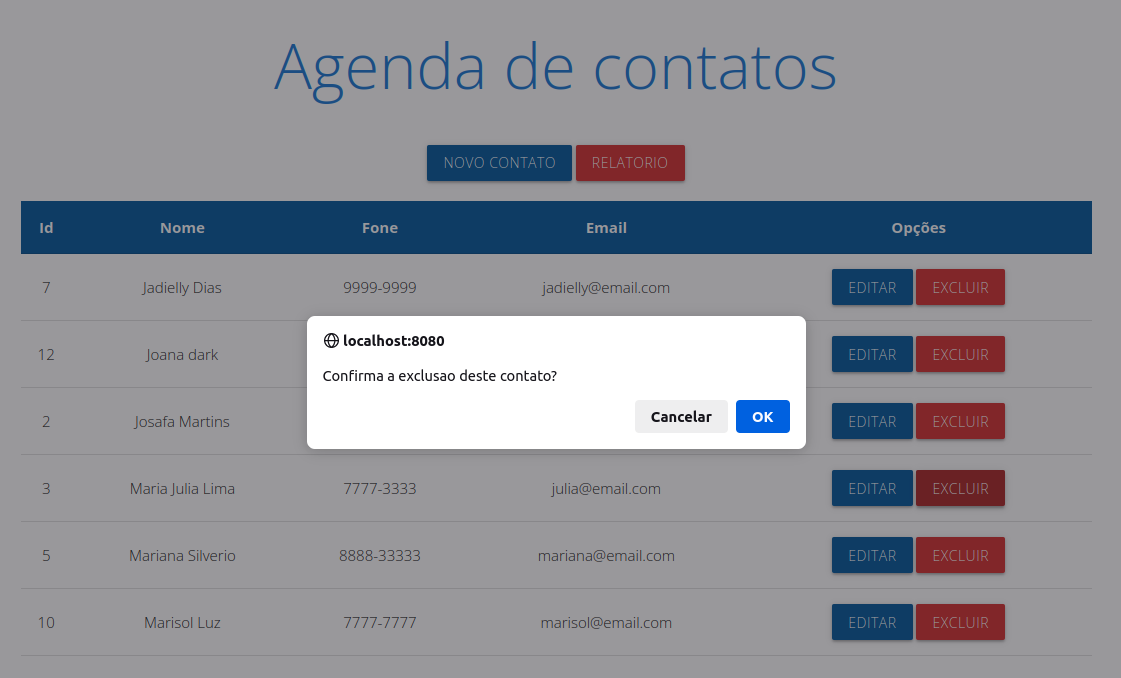 Agenda de contatos
NOVO CONTATO RELATORIO
Id Nome Fone Email Opções
7 Jadielly Dias 9999-9999 jadielly@email.com EDITAR EXCLUIR
localhost:8080
Confirma a exclusao deste contato?
Cancelar OK
12 Joana dark EDITAR EXCLUIR
2 Josafa Martins EDITAR EXCLUIR
3 Maria Julia Lima 7777-3333 julia@email.com EDITAR EXCLUIR
5 Mariana Silverio 8888-33333 mariana@email.com EDITAR EXCLUIR
10 Marisol Luz 7777-7777 marisol@email.com EDITAR EXCLUIR